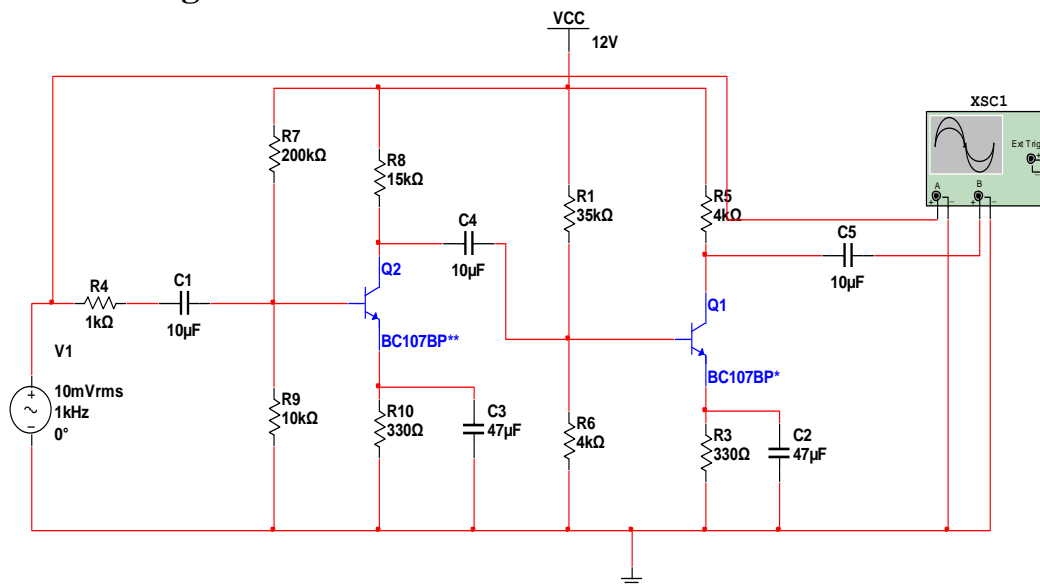 VCC
12V
XSC1
Ext Trig
+
−
A
B
+
−
+
−
R7
200kΩ
R8
15kΩ
R1
35kΩ
R5
4kΩ
C4
10µF
C5
10µF
R4
1kΩ
C1
10µF
Q2
BC107BP**
Q1
BC107BP*
V1
10mVrms
1kHz
0°
+
−
R9
10kΩ
R10
330Ω
C3
47µF
R6
4kΩ
R3
330Ω
C2
47µF